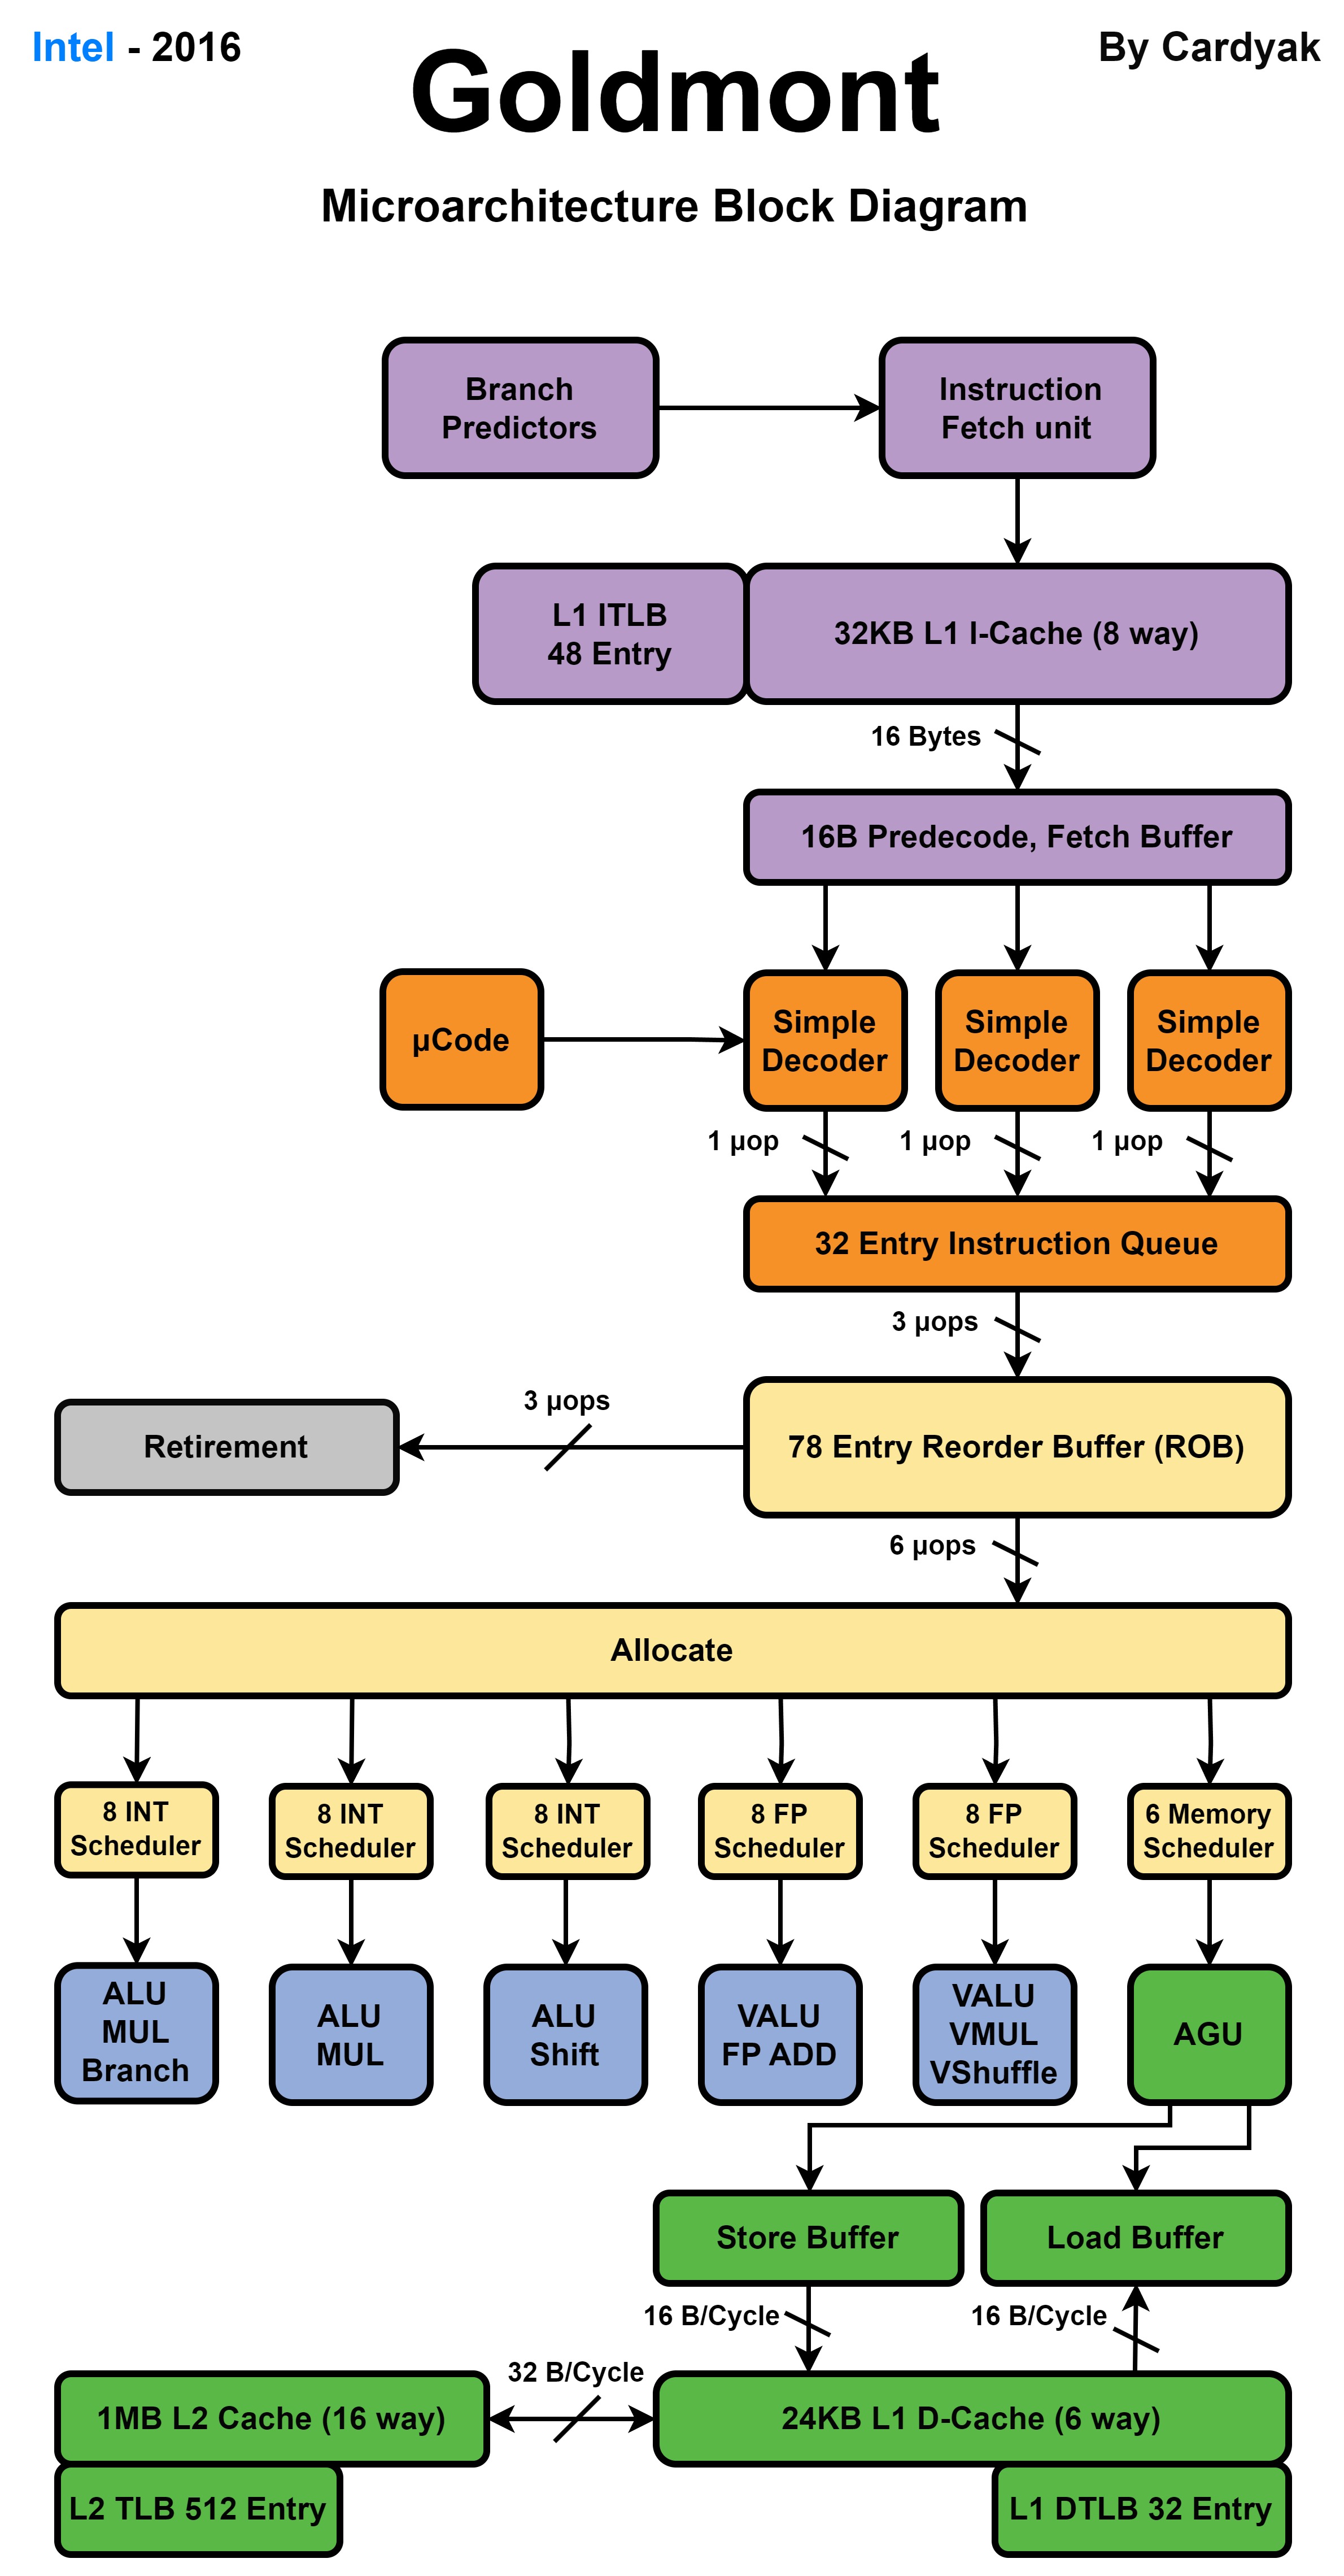 Intel - 2016
By Cardyak
Goldmont
Microarchitecture Block Diagram
Branch
Predictors
Instruction
Fetch unit
L1 ITLB
48 Entry
32KB L1 I-Cache (8 way)
16 Bytes
16B Predecode, Fetch Buffer
µCode
Simple
Decoder
Simple
Decoder
Simple
Decoder
1 µop
1 µop
1 µop
32 Entry Instruction Queue
3 µops
Retirement
3 µops
78 Entry Reorder Buffer (ROB)
6 µops
Allocate
8 INT
Scheduler
8 INT
Scheduler
8 INT
Scheduler
8 FP
Scheduler
8 FP
Scheduler
6 Memory
Scheduler
ALU
MUL
Branch
ALU
MUL
ALU
Shift
VALU
FP ADD
VALU
VMUL
VShuffle
AGU
Store Buffer
Load Buffer
16 B/Cycle
16 B/Cycle
32 B/Cycle
1MB L2 Cache (16 way)
24KB L1 D-Cache (6 way)
L2 TLB 512 Entry
L1 DTLB 32 Entry